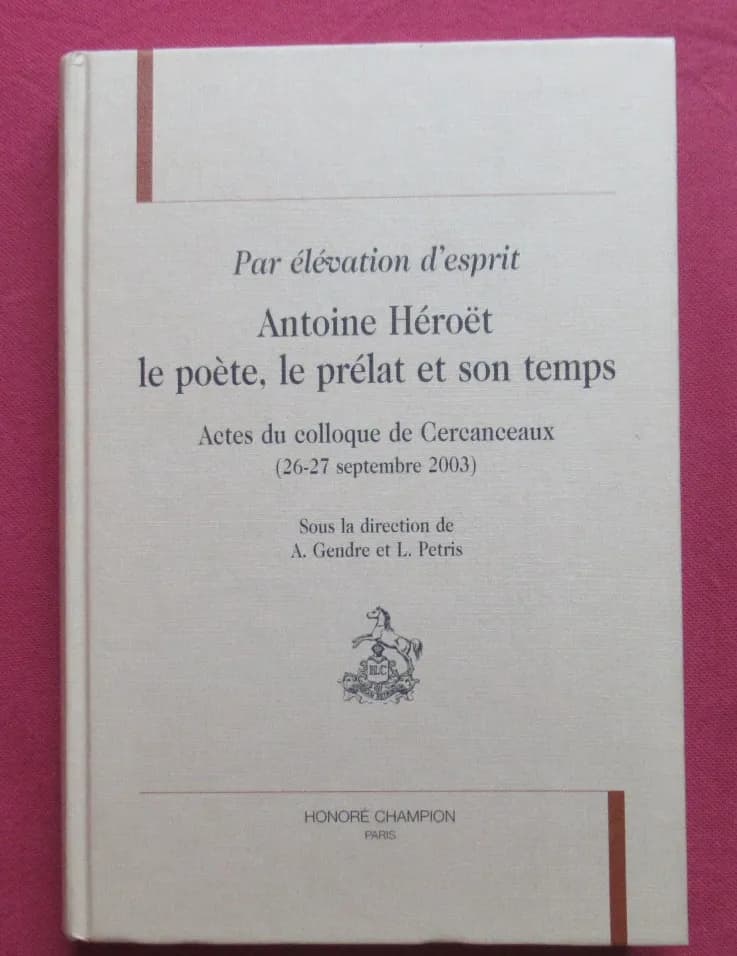 Par élévation d'esprit
Antoine Héroët
le poète, le prélat et son temps
Actes du colloque de Cercanceaux
(26-27 septembre 2003)
Sous la direction de
A. Gendre et L. Petris
H.C
HONORÉ CHAMPION
PARIS